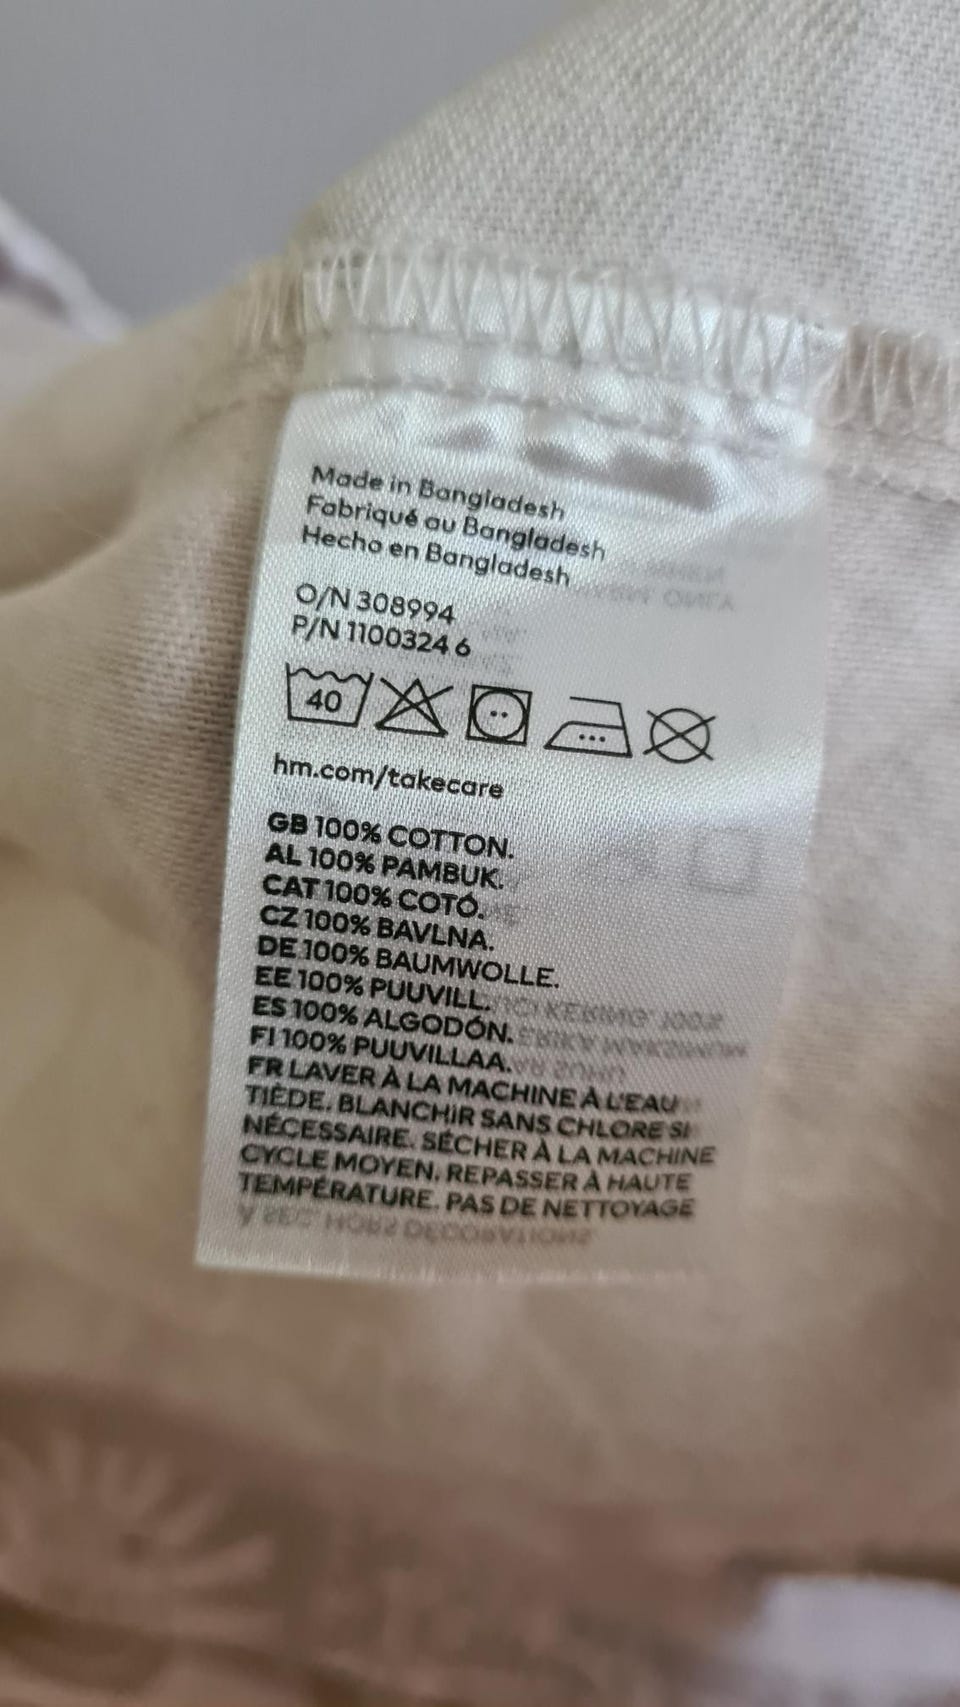 Made in Bangladesh
Fabriqué au Bangladesh
Hecho en Bangladesh
O/N 308994
P/N 1100324 6
40
hm.com/takecare
GB 100% COTTON.
AL 100% PAMBUK.
CAT 100% COTÓ.
CZ 100% BAVLNA.
DE 100% BAUMWOLLE.
EE 100% PUUVILL.
ES 100% ALGODÓN.
FI 100% PUUVILLAA.
FR LAVER À LA MACHINE À L'EAU
TIÈDE. BLANCHIR SANS CHLORE SI
NÉCESSAIRE. SÉCHER À LA MACHINE
CYCLE MOYEN. REPASSER À HAUTE
TEMPÉRATURE. PAS DE NETTOYAGE